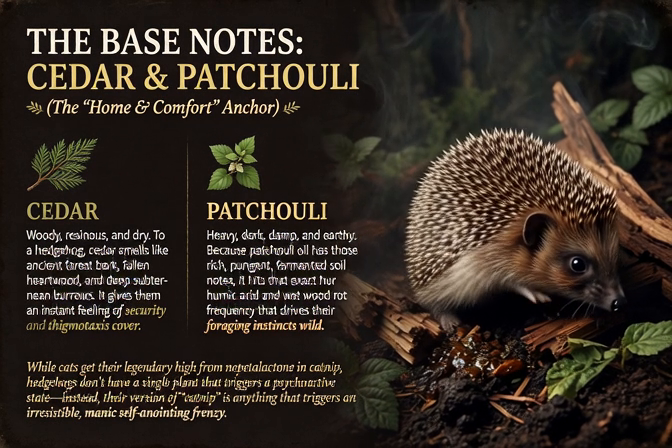 THE BASE NOTES:
CEDAR & PATCHOULI
(The “Home & Comfort” Anchor)
CEDAR
Woody, resinous, and dry. To
a hedgehog, cedar smells like
ancient forest bark, fallen
heartwood, and deep subter-
nean burrows. It gives them
an instant feeling of security
and thigmotaxis cover.
PATCHOULI
Heavy, dark, damp, and earthy.
Because patchouli oil has those
rich, pungent, fermented soil
notes, it hits that exact
humic acid and wet wood rot
frequency that drives their
foraging instincts wild.
While cats get their legendary high from nepetalactone in catnip,
hedgehogs don't have a single plant that triggers a psychoactive
state—instead, their version of "catnip" is anything that triggers an
irresistible, manic self-anointing frenzy.